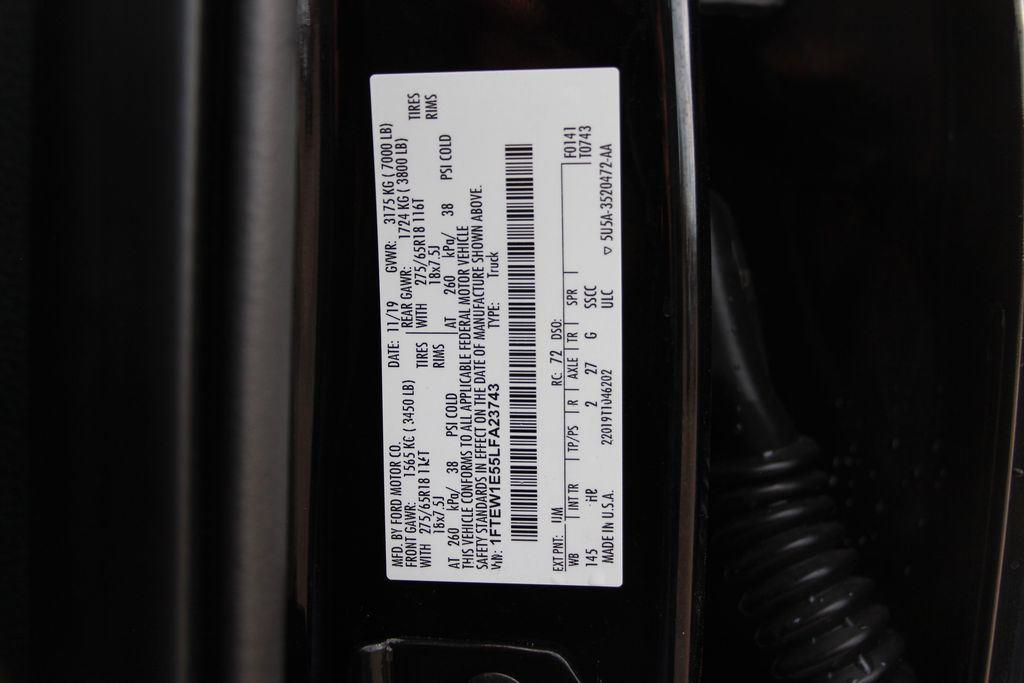 MFD. BY FORD MOTOR CO. DATE: 11/19 GVWR: 3175 KG ( 7000 LB)
FRONT GAWR: 1565 KG ( 3450 LB) REAR GAWR: 1724 KG ( 3800 LB)
WITH 275/65R18 116T TIRES WITH 275/65R18 116T TIRES
18x7.5J RIMS 18x7.5J RIMS
AT 260 kPa/ 38 PSI COLD AT 260 kPa/ 38 PSI COLD
THIS VEHICLE CONFORMS TO ALL APPLICABLE FEDERAL MOTOR VEHICLE
SAFETY STANDARDS IN EFFECT ON THE DATE OF MANUFACTURE SHOWN ABOVE.
VIN: 1FTEW1E55LFA23743 TYPE: Truck
EXT PNT: UM RC: 72 DSO: F0141
WB INT TR TP/PS R AXLE TR SPR T0743
145 HP 2 27 G SSCC
MADE IN U.S.A. 22019T1046202 ULC ▽ 5U5A-3520472-AA